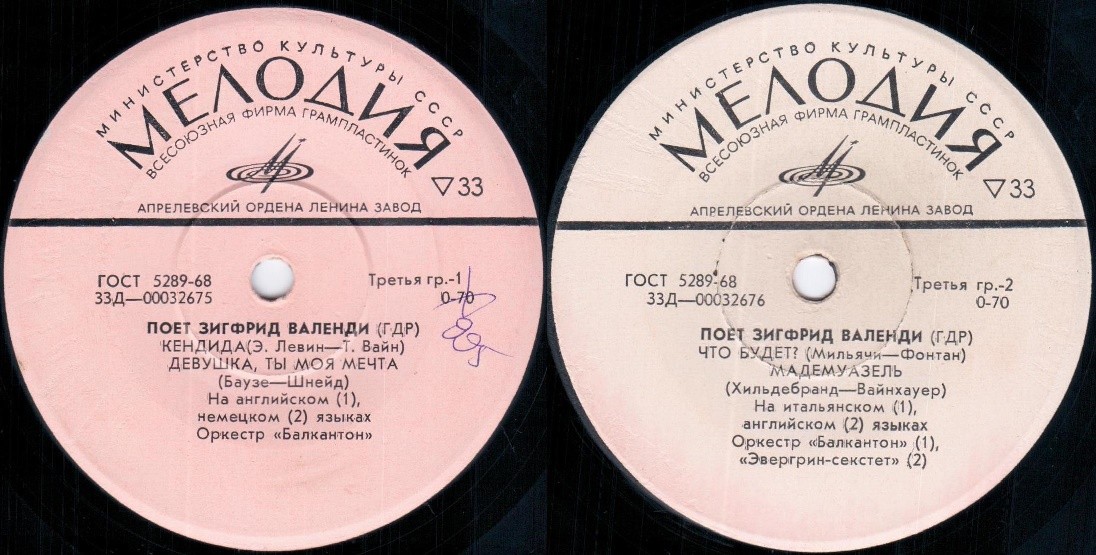 МИНИСТЕРСТВО КУЛЬТУРЫ СССР
МЕЛОДИЯ
ВСЕСОЮЗНАЯ ФИРМА ГРАМПЛАСТИНОК
▽33
АПРЕЛЕВСКИЙ ОРДЕНА ЛЕНИНА ЗАВОД
ГОСТ 5289-68
Третья гр.-1
33Д—00032675
0-70
ПОЕТ ЗИГФРИД ВАЛЕНДИ (ГДР)
КЕНДИДА(Э. Левин—Т. Вайн)
ДЕВУШКА, ТЫ МОЯ МЕЧТА
(Баузе—Шнейд)
На английском (1),
немецком (2) языках
Оркестр «Балкантон»
МИНИСТЕРСТВО КУЛЬТУРЫ СССР
МЕЛОДИЯ
ВСЕСОЮЗНАЯ ФИРМА ГРАМПЛАСТИНОК
▽33
АПРЕЛЕВСКИЙ ОРДЕНА ЛЕНИНА ЗАВОД
ГОСТ 5289-68
Третья гр.-2
33Д—00032676
0-70
ПОЕТ ЗИГФРИД ВАЛЕНДИ (ГДР)
ЧТО БУДЕТ? (Мильячи—Фонтан)
МАДЕМУАЗЕЛЬ
(Хильдебранд—Вайнхауер)
На итальянском (1),
английском (2) языках
Оркестр «Балкантон» (1),
«Эвергрин-секстет» (2)